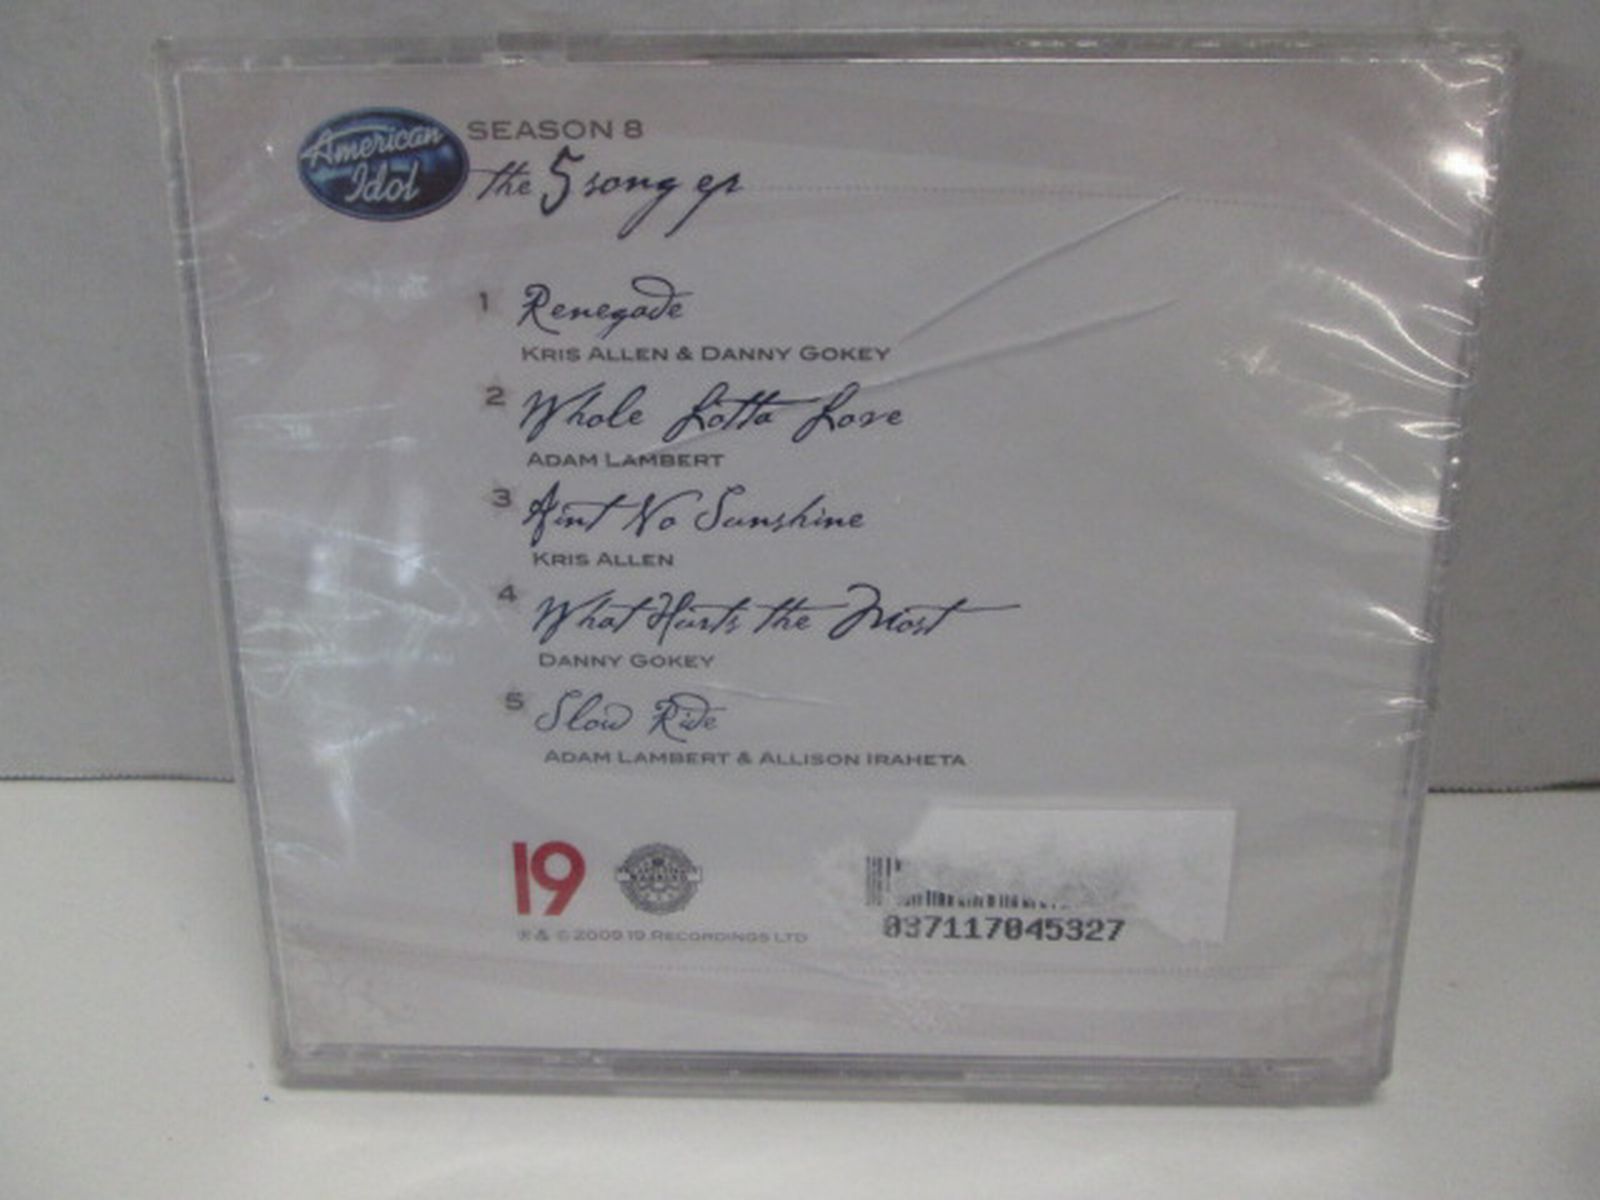 American Idol
SEASON 8
the 5 song ep
1 Renegade
KRIS ALLEN & DANNY GOKEY
2 Whole Lotta Love
ADAM LAMBERT
3 Aint No Sunshine
KRIS ALLEN
4 What Hurts the Most
DANNY GOKEY
5 Slow Ride
ADAM LAMBERT & ALLISON IRAHETA
19
℗ & © 2009 19 RECORDINGS LTD
037117045327